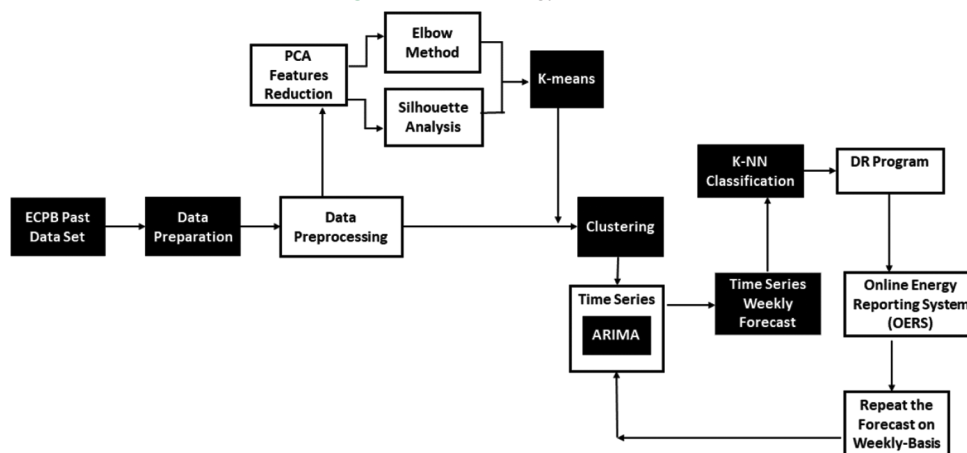 Elbow
Method
PCA
Features
Reduction
K-means
Silhouette
Analysis
K-NN
Classification
DR Program
ECPB Past
Data Set
Data
Preparation
Data
Preprocessing
Clustering
Time Series
ARIMA
Time Series
Weekly
Forecast
Online Energy
Reporting System
(OERS)
Repeat the
Forecast on
Weekly-Basis